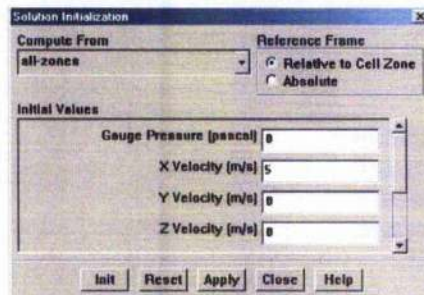 Solution Initialization
Compute From
all-zones
Reference Frame
Relative to Cell Zone
Absolute
Initial Values
Gauge Pressure (pascal) 0
X Velocity (m/s) 5
Y Velocity (m/s) 0
Z Velocity (m/s) 0
Init Reset Apply Close Help